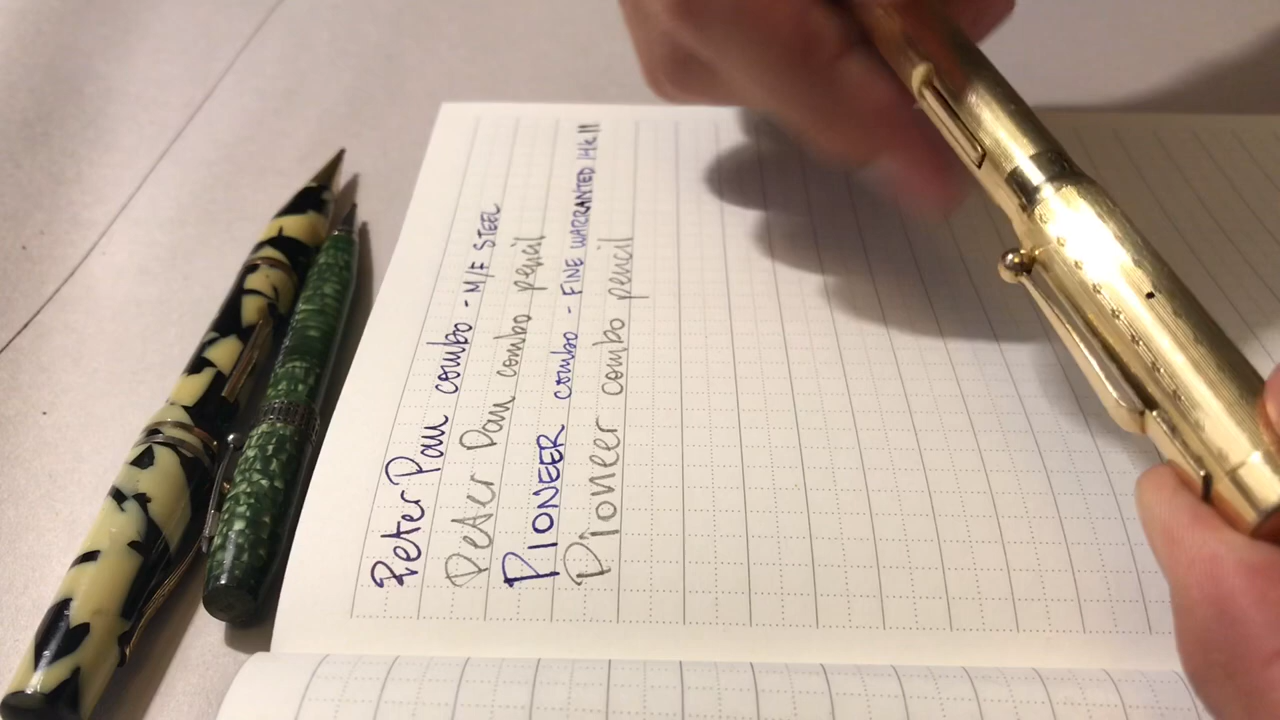 Peter Pan combo - M/F STEEL
Peter Pan combo pencil
PIONEER combo - FINE WARRANTED 14k
Pioneer combo pencil